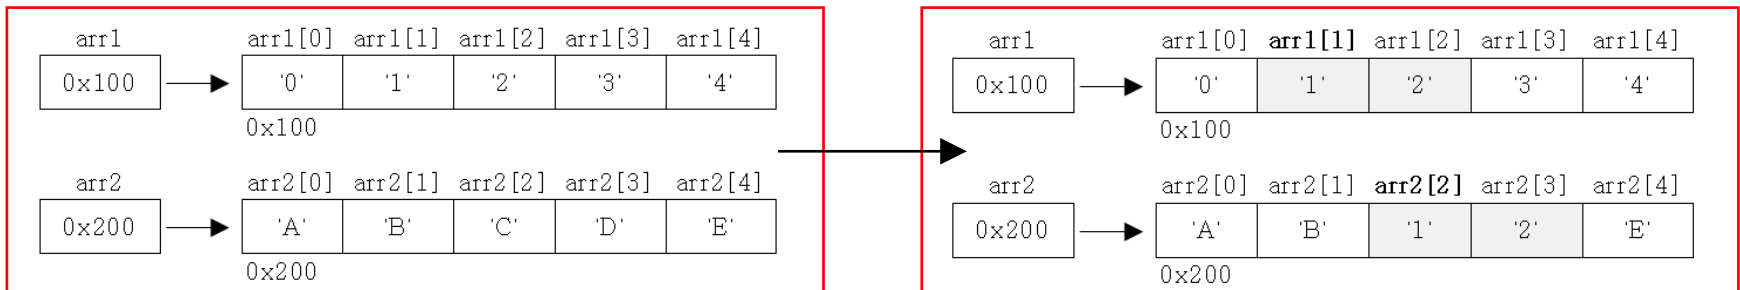 arr1 arr1[0] arr1[1] arr1[2] arr1[3] arr1[4]
0x100 '0' '1' '2' '3' '4'
0x100
arr2 arr2[0] arr2[1] arr2[2] arr2[3] arr2[4]
0x200 'A' 'B' 'C' 'D' 'E'
0x200
arr1 arr1[0] arr1[1] arr1[2] arr1[3] arr1[4]
0x100 '0' '1' '2' '3' '4'
0x100
arr2 arr2[0] arr2[1] arr2[2] arr2[3] arr2[4]
0x200 'A' 'B' '1' '2' 'E'
0x200